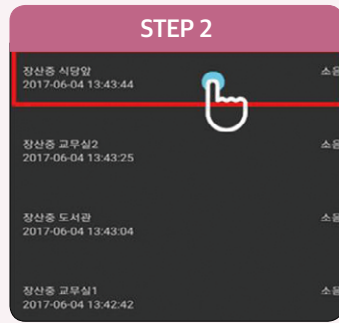 STEP 2
장산중 식당앞
2017-06-04 13:43:44
소음
장산중 교무실2
2017-06-04 13:43:25
소음
장산중 도서관
2017-06-04 13:43:04
소음
장산중 교무실1
2017-06-04 13:42:42
소음